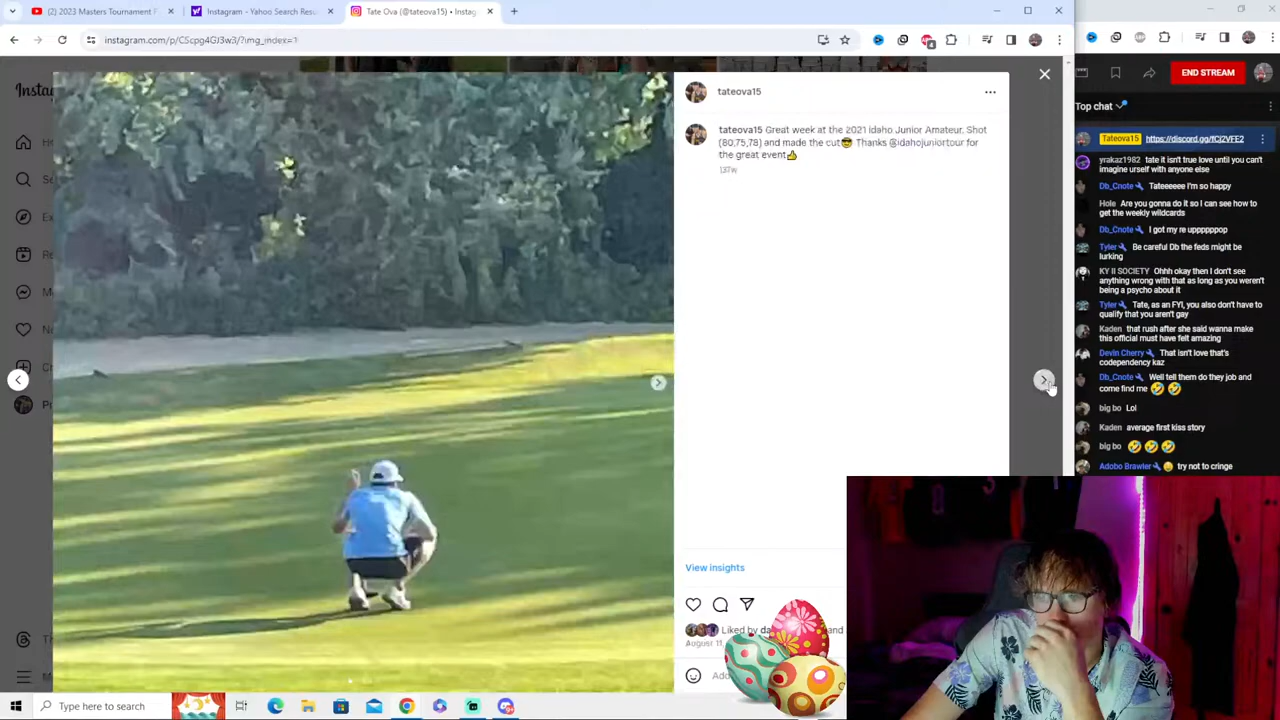 (2) 2023 Masters Tournament F
Instagram - Yahoo Search Resu
Tate Ova (@tateova15) • Instag
instagram.com/p/CScpg4GJ3w3/?img_index=1
4
END STREAM
tateova15
Top chat
tateova15 Great week at the 2021 Idaho Junior Amateur. Shot
(80,75,78) and made the cut😎 Thanks @idahojuniortour for
the great event👍
137w
Tateova15 https://discord.gg/fCj2VFE2
yrakaz1982 tate it isn't true love until you can't
imagine urself with anyone else
Db_Cnote Tateeeeee I'm so happy
Hole Are you gonna do it so I can see how to
get the weekly wildcards
Db_Cnote I got my re uppppppop
Tyler Be careful Db the feds might be
lurking
KY II SOCIETY Ohhh okay then I don't see
anything wrong with that as long as you weren't
being a psycho about it
Tyler Tate, as an FYI, you also don't have to
qualify that you aren't gay
Kaden that rush after she said wanna make
this official must have felt amazing
Devin Cherry That isn't love that's
codependency kaz
Db_Cnote Well tell them do they job and
come find me 🤣 🤣
big bo Lol
Kaden average first kiss story
big bo 🤣 🤣 🤣
Adobo Brawler 😅 try not to cringe
View insights
Liked by
August 11
Type here to search